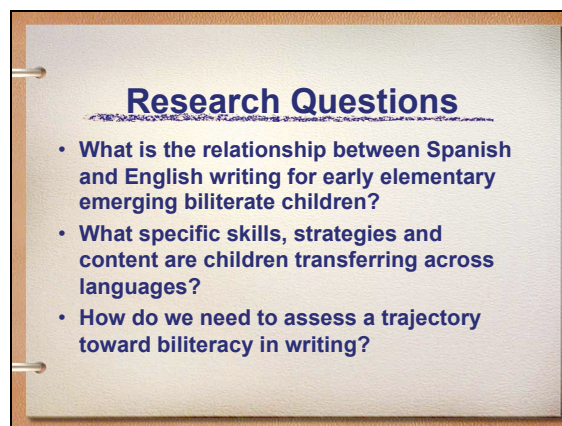 Research Questions
• What is the relationship between Spanish
and English writing for early elementary
emerging biliterate children?
• What specific skills, strategies and
content are children transferring across
languages?
• How do we need to assess a trajectory
toward biliteracy in writing?